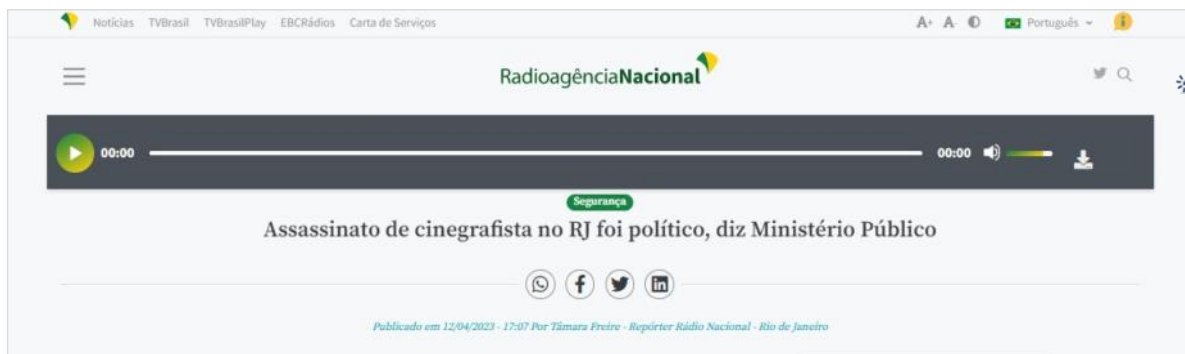 Notícias TVBrasil TVBrasilPlay EBCRádios Carta de Serviços A+ A- Português
RadioagênciaNacional
00:00 00:00
Segurança
Assassinato de cinegrafista no RJ foi político, diz Ministério Público
Publicado em 12/04/2023 - 17:07 Por Tâmara Freire - Repórter Rádio Nacional - Rio de Janeiro